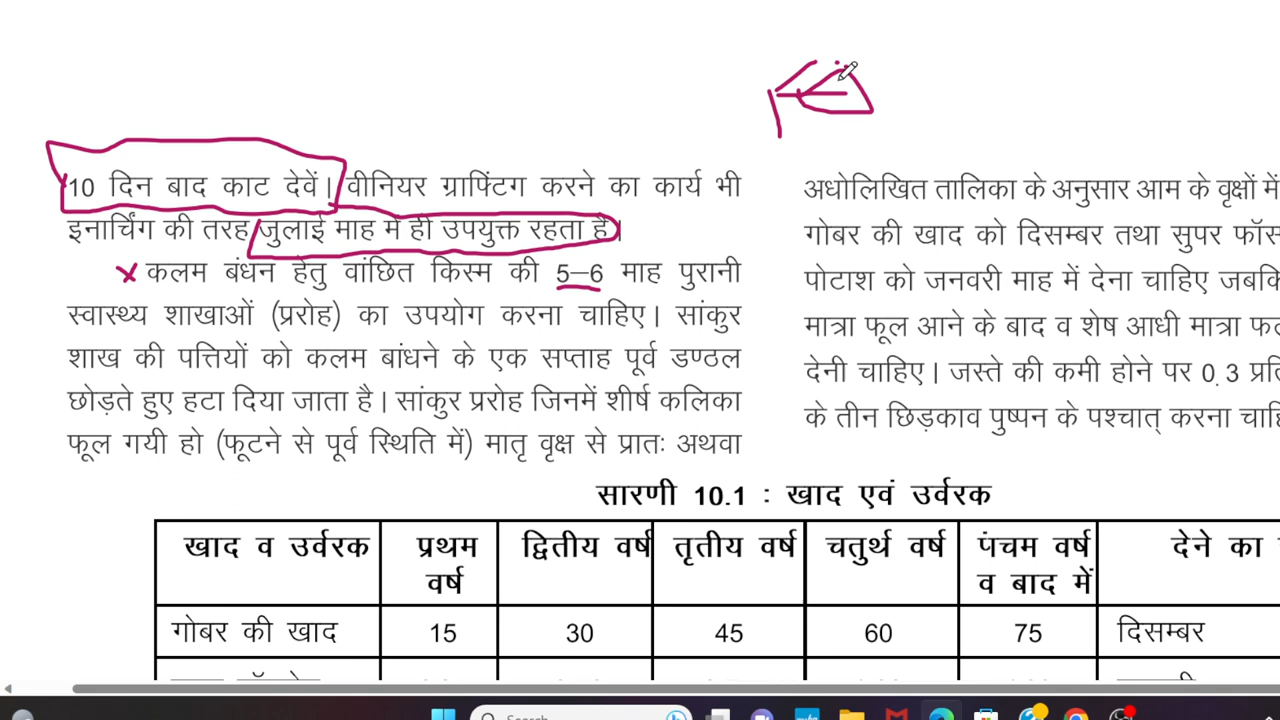 10 दिन बाद काट देवें। वीनियर ग्राफ्टिंग करने का कार्य भी
इनार्चिंग की तरह जुलाई माह में ही उपयुक्त रहता है।
कलम बंधन हेतु वांछित किस्म की 5–6 माह पुरानी
स्वास्थ्य शाखाओं (प्ररोह) का उपयोग करना चाहिए। सांकुर
शाख की पत्तियों को कलम बांधने के एक सप्ताह पूर्व डण्ठल
छोड़ते हुए हटा दिया जाता है। सांकुर प्ररोह जिनमें शीर्ष कलिका
फूल गयी हो (फूटने से पूर्व स्थिति में) मातृ वृक्ष से प्रातः अथवा
अधोलिखित तालिका के अनुसार आम के वृक्षों में
गोबर की खाद को दिसम्बर तथा सुपर फॉस
पोटाश को जनवरी माह में देना चाहिए जबकि
मात्रा फूल आने के बाद व शेष आधी मात्रा फल
देनी चाहिए। जस्ते की कमी होने पर 0.3 प्रति
के तीन छिड़काव पुष्पन के पश्चात् करना चाहि
सारणी 10.1 : खाद एवं उर्वरक
खाद व उर्वरक प्रथम वर्ष द्वितीय वर्ष तृतीय वर्ष चतुर्थ वर्ष पंचम वर्ष व बाद में देने का
गोबर की खाद 15 30 45 60 75 दिसम्बर
Search